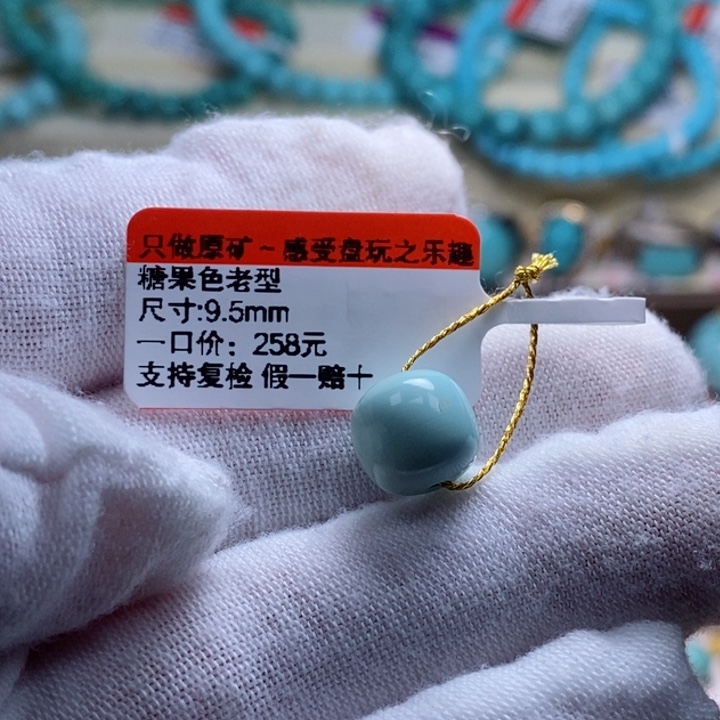 只做原矿~感受盘玩之乐趣
糖果色老型
尺寸:9.5mm
一口价：258元
支持复检 假一赔十